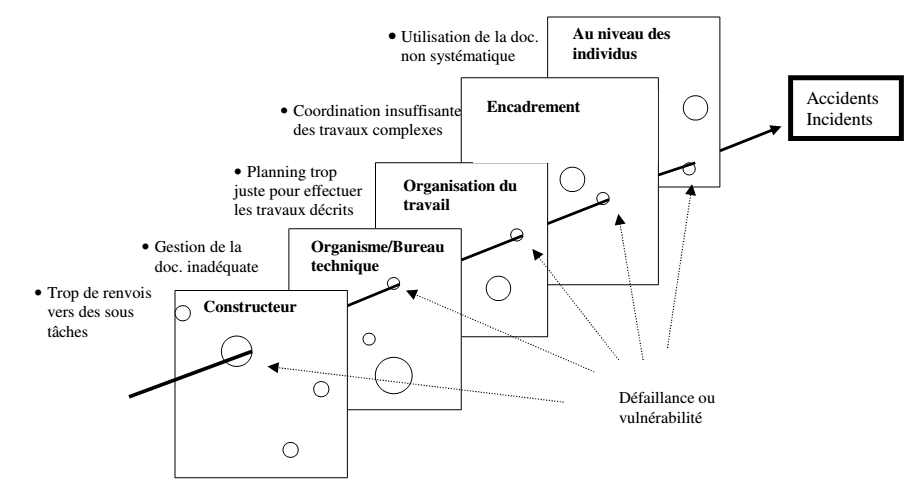 • Utilisation de la doc.
non systématique
Au niveau des
individus
• Coordination insuffisante
des travaux complexes
Encadrement
Accidents
Incidents
• Planning trop
juste pour effectuer
les travaux décrits
Organisation du
travail
• Gestion de la
doc. inadéquate
Organisme/Bureau
technique
• Trop de renvois
vers des sous
tâches
Constructeur
Défaillance ou
vulnérabilité